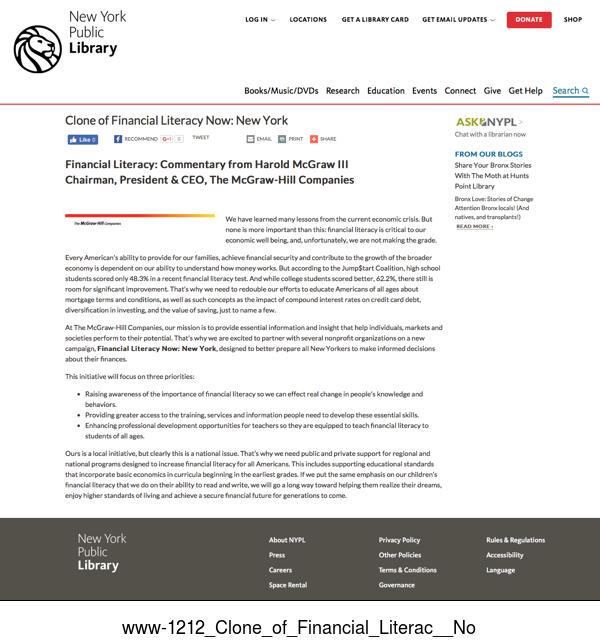 New York
Public
Library
LOG IN
LOCATIONS
GET A LIBRARY CARD
GET EMAIL UPDATES
DONATE
SHOP
Books/Music/DVDs Research Education Events Connect Give Get Help Search
Clone of Financial Literacy Now: New York
Like 0
RECOMMEND
G+1 0
TWEET
EMAIL
PRINT
SHARE
Financial Literacy: Commentary from Harold McGraw III
Chairman, President & CEO, The McGraw-Hill Companies
The McGraw-Hill Companies
We have learned many lessons from the current economic crisis. But
none is more important than this: financial literacy is critical to our
economic well being, and, unfortunately, we are not making the grade.
Every American's ability to provide for our families, achieve financial security and contribute to the growth of the broader
economy is dependent on our ability to understand how money works. But according to the Jump$tart Coalition, high school
students scored only 48.3% in a recent financial literacy test. And while college students scored better, 62.2%, there still is
room for significant improvement. That's why we need to redouble our efforts to educate Americans of all ages about
mortgage terms and conditions, as well as such concepts as the impact of compound interest rates on credit card debt,
diversification in investing, and the value of saving, just to name a few.
At The McGraw-Hill Companies, our mission is to provide essential information and insight that help individuals, markets and
societies perform to their potential. That's why we are excited to partner with several nonprofit organizations on a new
campaign, Financial Literacy Now: New York, designed to better prepare all New Yorkers to make informed decisions
about their finances.
This initiative will focus on three priorities:
• Raising awareness of the importance of financial literacy so we can effect real change in people's knowledge and
behaviors.
• Providing greater access to the training, services and information people need to develop these essential skills.
• Enhancing professional development opportunities for teachers so they are equipped to teach financial literacy to
students of all ages.
Ours is a local initiative, but clearly this is a national issue. That's why we need public and private support for regional and
national programs designed to increase financial literacy for all Americans. This includes supporting educational standards
that incorporate basic economics in curricula beginning in the earliest grades. If we put the same emphasis on our children's
financial literacy that we do on their ability to read and write, we will go a long way toward helping them realize their dreams,
enjoy higher standards of living and achieve a secure financial future for generations to come.
ASK NYPL >
Chat with a librarian now
FROM OUR BLOGS
Share Your Bronx Stories
With The Moth at Hunts
Point Library
Bronx Love: Stories of Change
Attention Bronx locals! (And
natives, and transplants!)
READ MORE ›
New York
Public
Library
About NYPL
Press
Careers
Space Rental
Privacy Policy
Other Policies
Terms & Conditions
Governance
Rules & Regulations
Accessibility
Language
www-1212_Clone_of_Financial_Literac__No